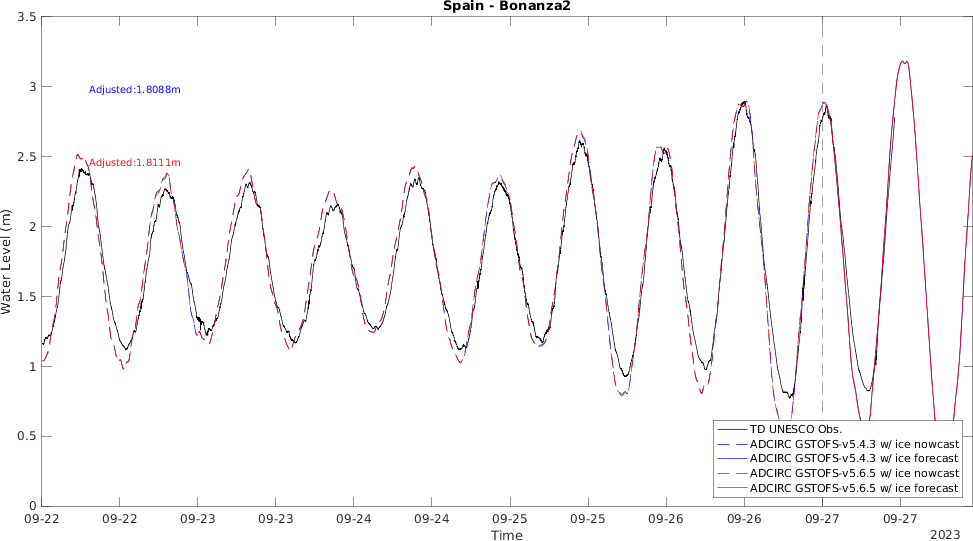 Spain - Bonanza2
3.5
3
2.5
2
1.5
1
0.5
0
Water Level (m)
Adjusted:1.8088m
Adjusted:1.8111m
TD UNESCO Obs.
ADCIRC GSTOFS-v5.4.3 w/ ice nowcast
ADCIRC GSTOFS-v5.4.3 w/ ice forecast
ADCIRC GSTOFS-v5.6.5 w/ ice nowcast
ADCIRC GSTOFS-v5.6.5 w/ ice forecast
09-22 09-22 09-23 09-23 09-24 09-24 09-25 09-25 09-26 09-26 09-27 09-27
Time
2023